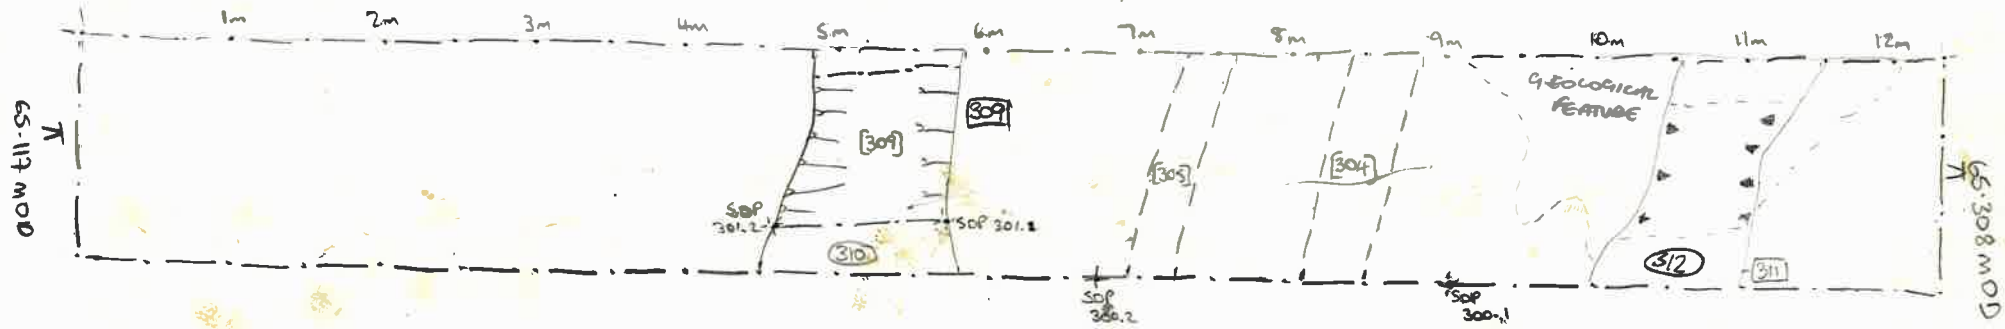 1m 2m 3m 4m 5m 6m 7m 8m 9m 10m 11m 12m
GEOLOGICAL
FEATURE
309
[309]
[305]
[304]
65.117 MOD
65.308 MOD
SDP
301.2
SDP 301.1
310
312
311
SDP
300.2
SDP
300.1